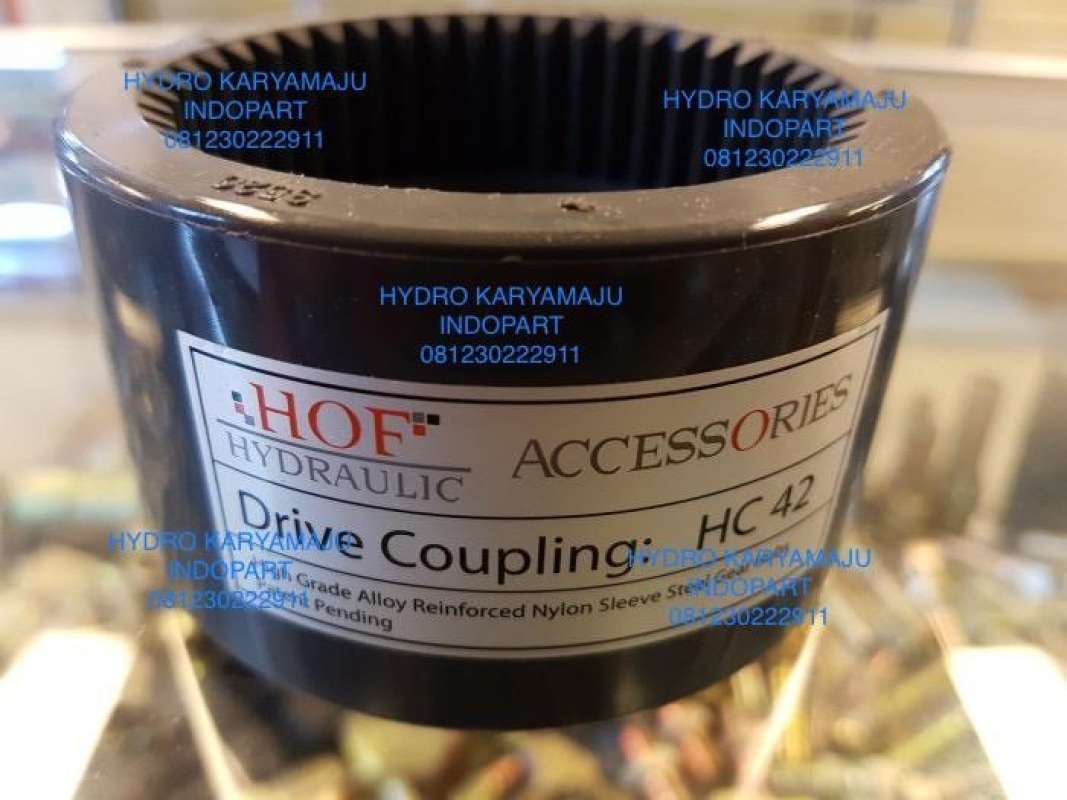 HYDRO KARYAMAJU
INDOPART
081230222911
HYDRO KARYAMAJU
INDOPART
081230222911
HYDRO KARYAMAJU
INDOPART
081230222911
HOF
HYDRAULIC
ACCESSORIES
Drive Coupling: HC 42
Grade Alloy Reinforced Nylon Sleeve
Pending
HYDRO KARYAMAJU
INDOPART
081230222911
HYDRO KARYAMAJU
INDOPART
081230222911